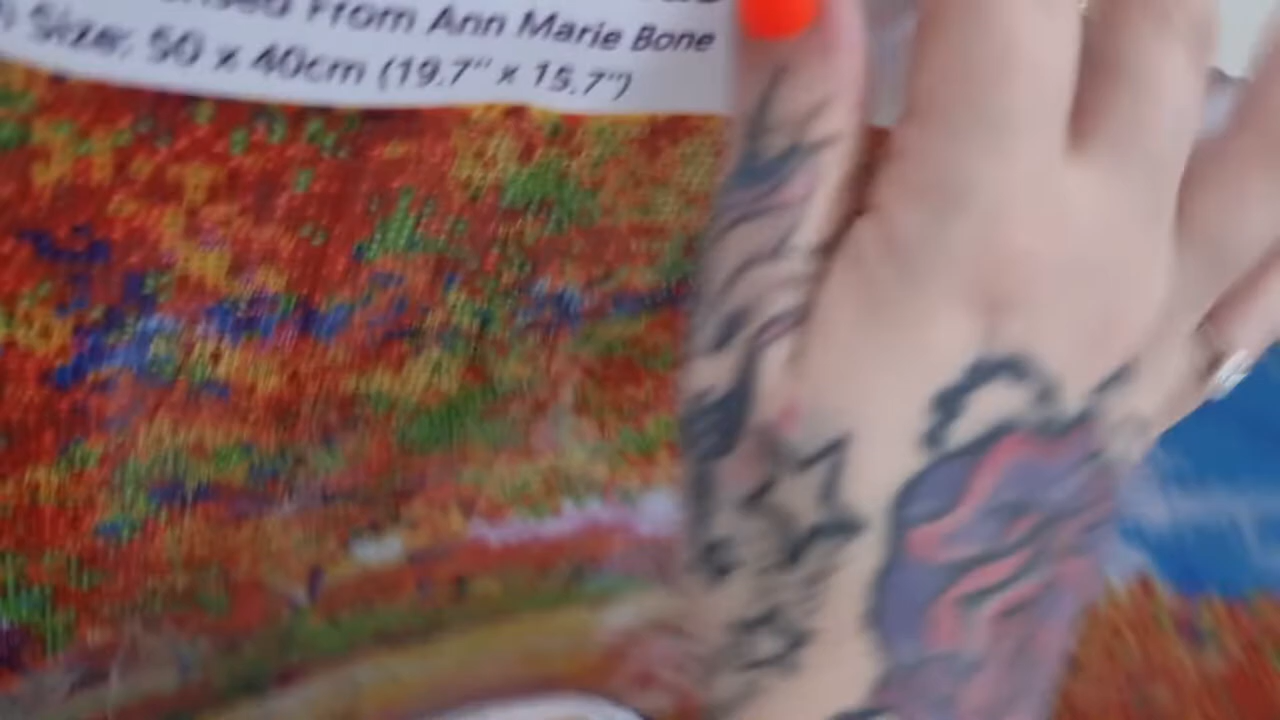 From Ann Marie Bone
Size: 50 x 40cm (19.7" x 15.7")